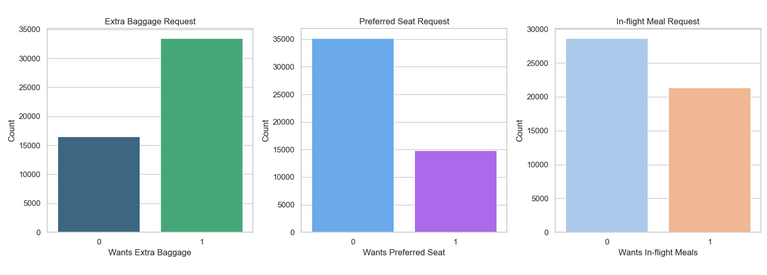 Extra Baggage Request
35000
30000
25000
20000
15000
10000
5000
0
Count
0 1
Wants Extra Baggage
Preferred Seat Request
35000
30000
25000
20000
15000
10000
5000
0
Count
0 1
Wants Preferred Seat
In-flight Meal Request
30000
25000
20000
15000
10000
5000
0
Count
0 1
Wants In-flight Meals